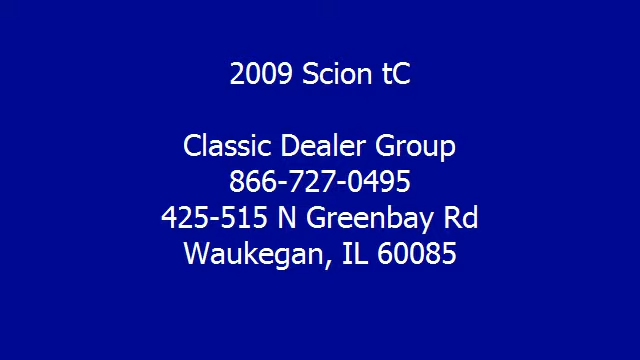 2009 Scion tC
Classic Dealer Group
866-727-0495
425-515 N Greenbay Rd
Waukegan, IL 60085